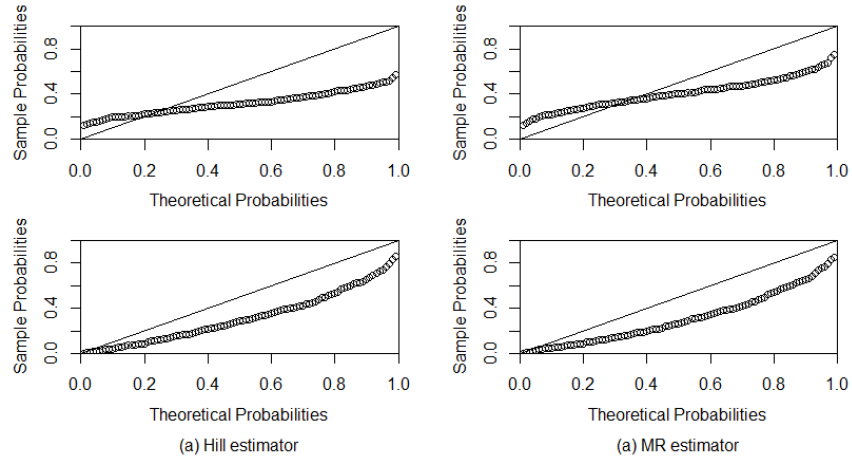 Sample Probabilities
0.0 0.4 0.8
0.0 0.2 0.4 0.6 0.8 1.0
Theoretical Probabilities
Sample Probabilities
0.0 0.4 0.8
0.0 0.2 0.4 0.6 0.8 1.0
Theoretical Probabilities
Sample Probabilities
0.0 0.4 0.8
0.0 0.2 0.4 0.6 0.8 1.0
Theoretical Probabilities
(a) Hill estimator
Sample Probabilities
0.0 0.4 0.8
0.0 0.2 0.4 0.6 0.8 1.0
Theoretical Probabilities
(a) MR estimator